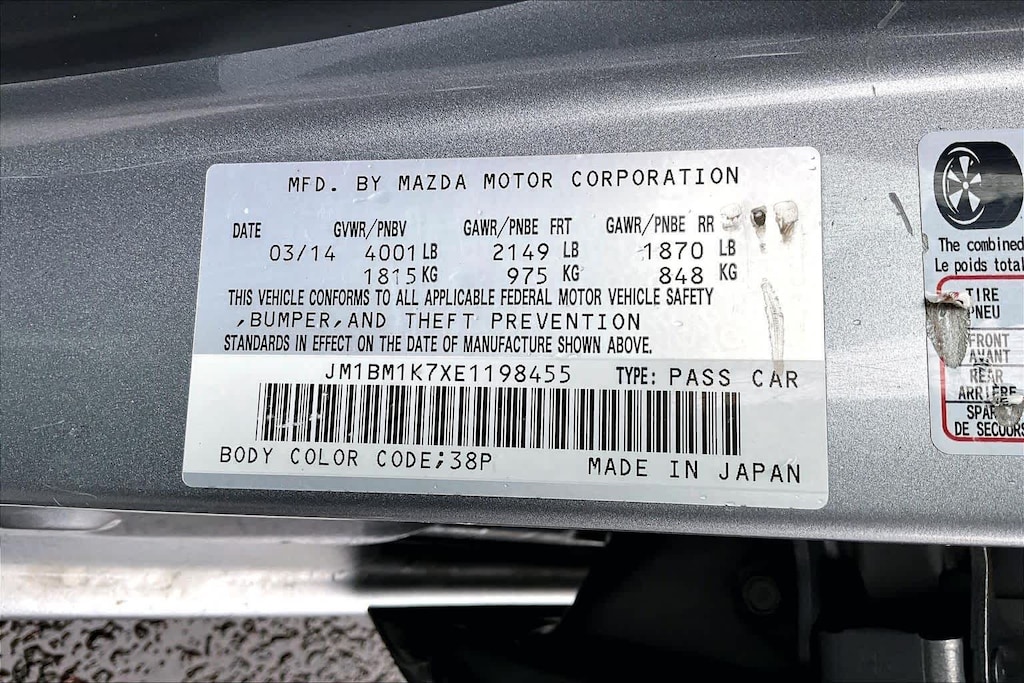 MFD. BY MAZDA MOTOR CORPORATION
DATE GVWR/PNBV GAWR/PNBE FRT GAWR/PNBE RR
03/14 4001 LB 2149 LB 1870 LB
1815 KG 975 KG 848 KG
THIS VEHICLE CONFORMS TO ALL APPLICABLE FEDERAL MOTOR VEHICLE SAFETY
,BUMPER,AND THEFT PREVENTION
STANDARDS IN EFFECT ON THE DATE OF MANUFACTURE SHOWN ABOVE.
JM1BM1K7XE1198455 TYPE: PASS CAR
BODY COLOR CODE;38P MADE IN JAPAN
The combined
Le poids total
TIRE
PNEU
FRONT
AVANT
REAR
ARRIÈRE
DE SECOURS